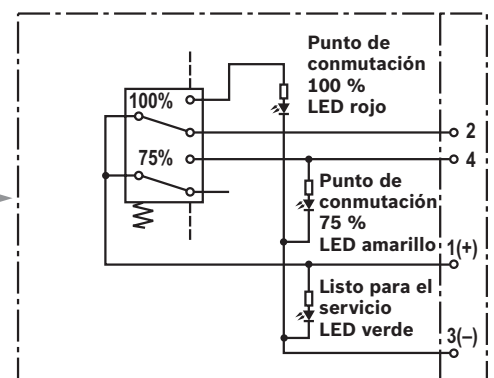 Punto de
conmutación
100 %
LED rojo
100%
2
75%
4
Punto de
conmutación
75 %
LED amarillo
1(+)
Listo para el
servicio
LED verde
3(–)